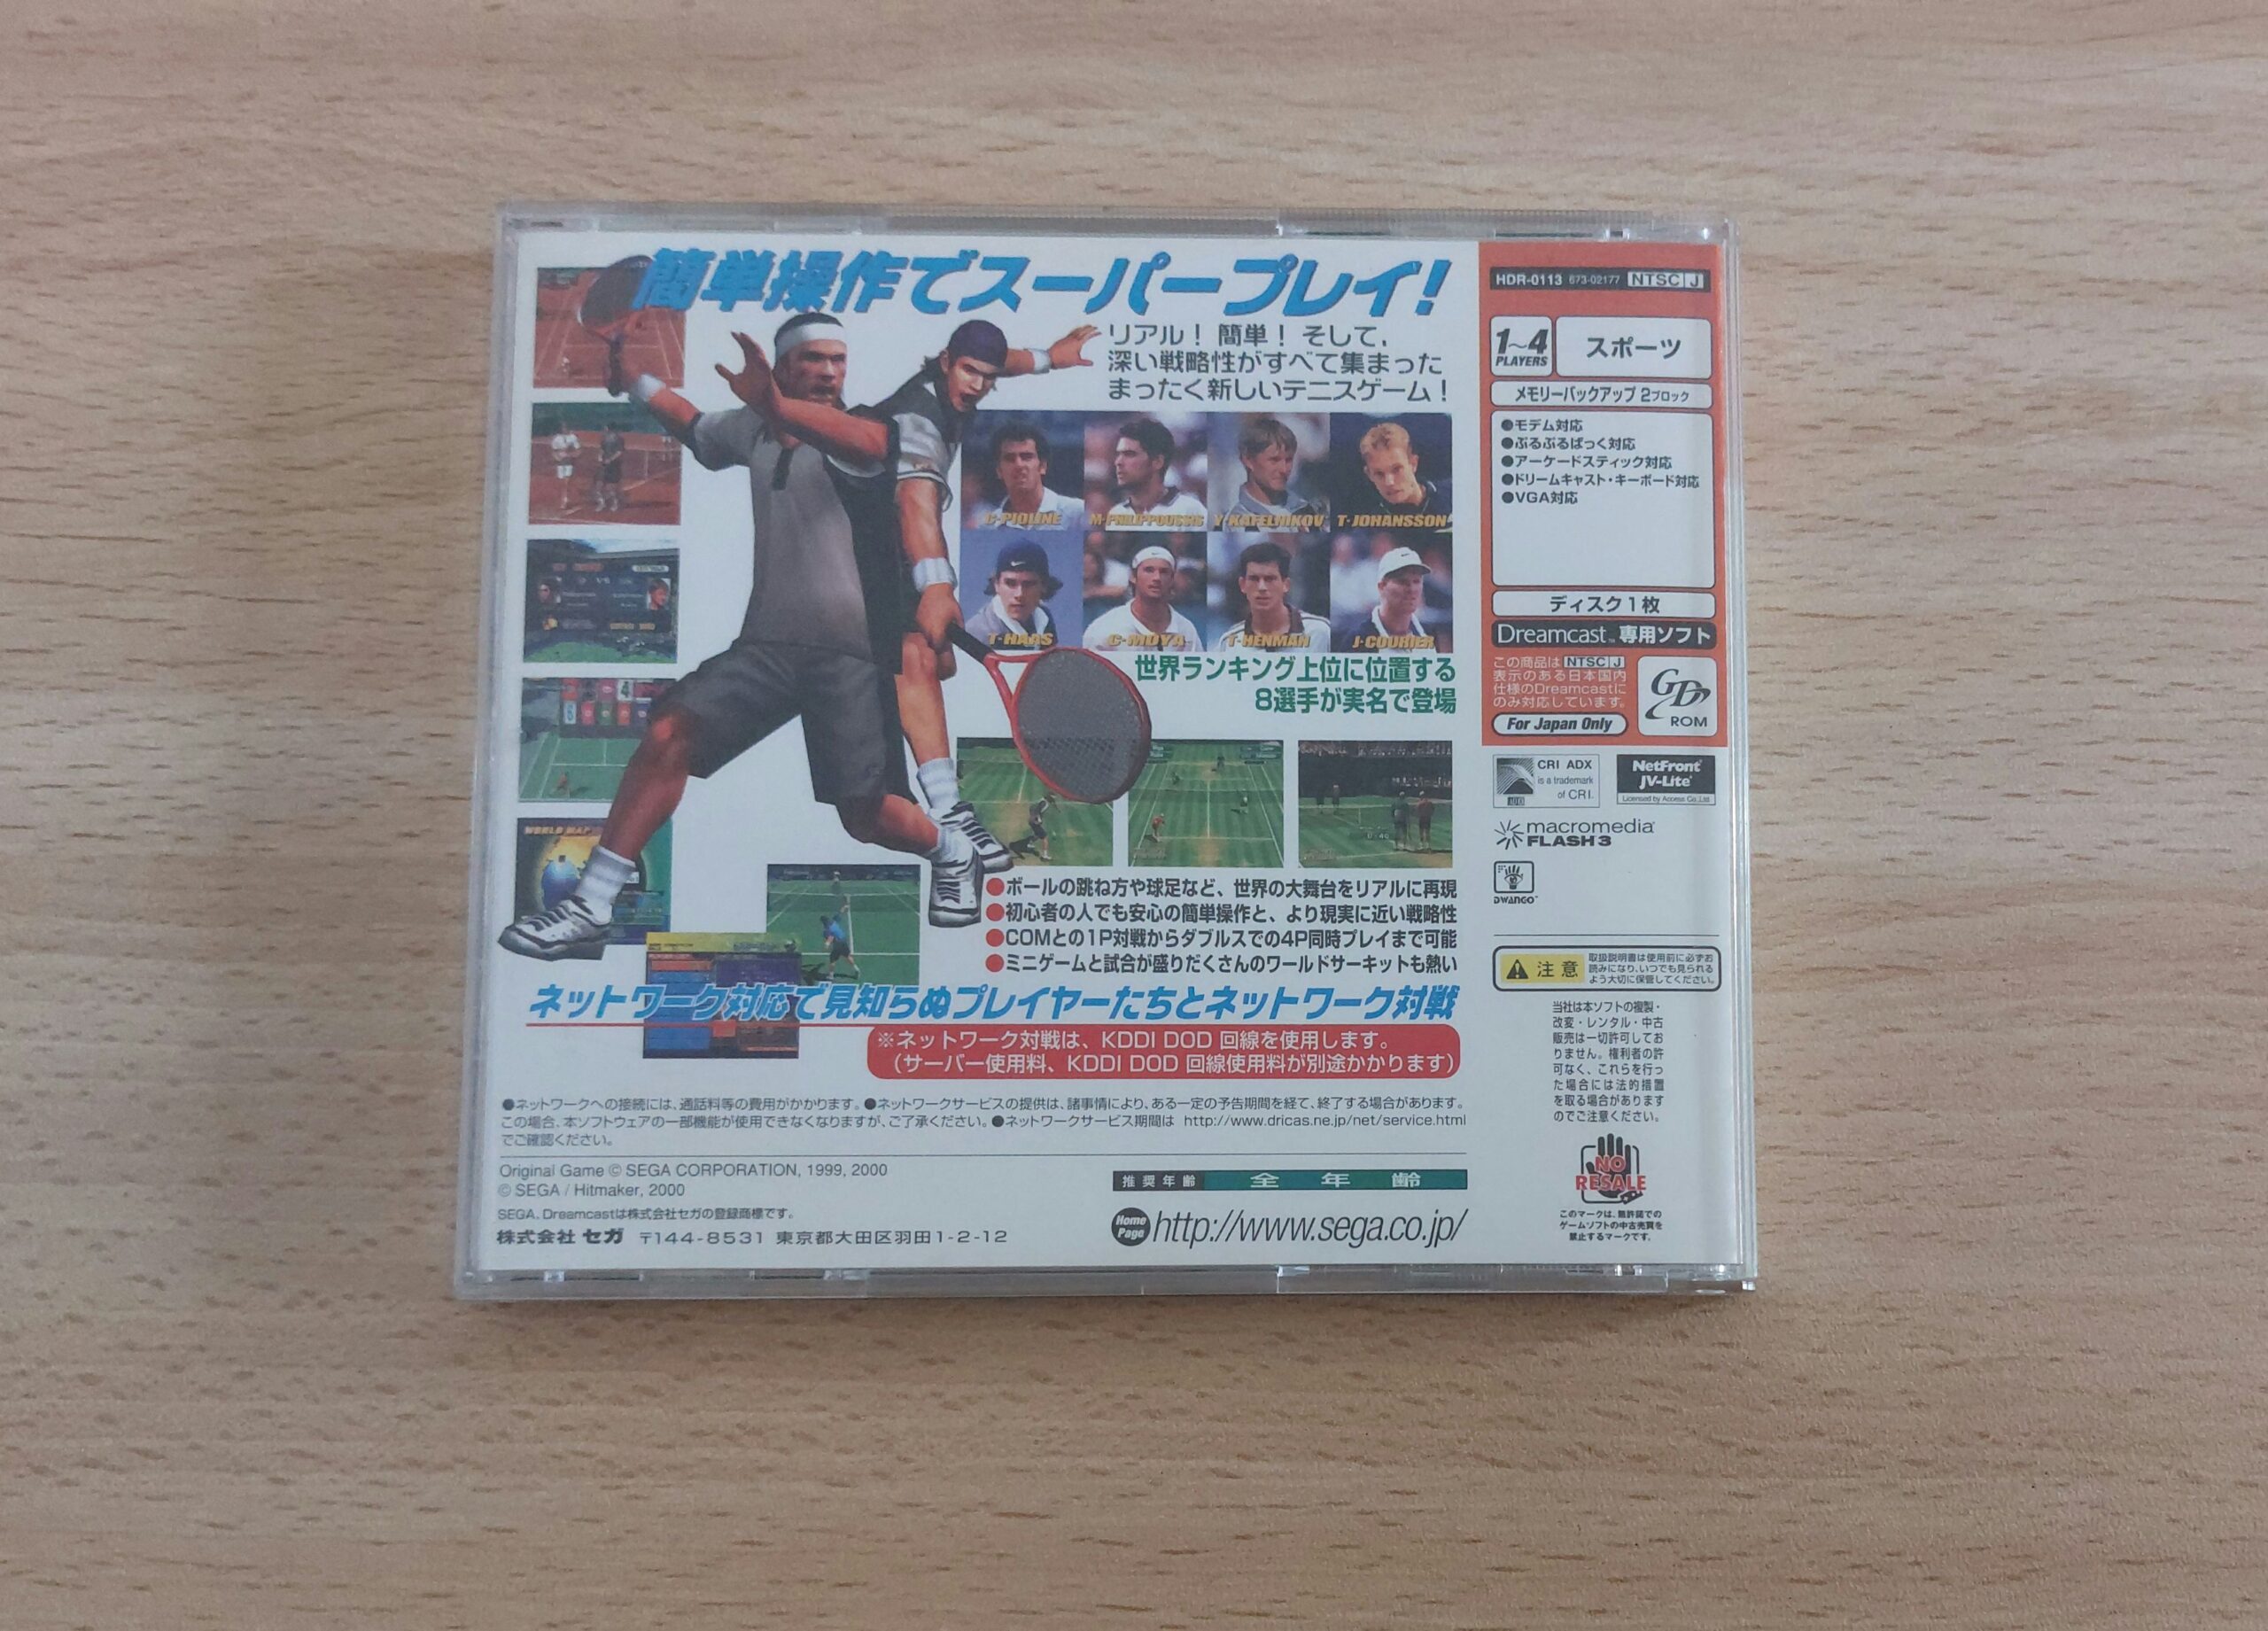 簡単操作でスーパープレイ!
リアル! 簡単! そして、
深い戦略性がすべて集まった
まったく新しいテニスゲーム!
C・PIOLINE
M・PHILIPPOUSSIS
Y・KAFELNIKOV
T・JOHANSSON
T・HAAS
C・MOYA
T・HENMAN
J・COURIER
世界ランキング上位に位置する
8選手が実名で登場
WORLD MAP
●ボールの跳ね方や球足など、世界の大舞台をリアルに再現
●初心者の人でも安心の簡単操作と、より現実に近い戦略性
●COMとの1P対戦からダブルスでの4P同時プレイまで可能
●ミニゲームと試合が盛りだくさんのワールドサーキットも熱い
ネットワーク対応で見知らぬプレイヤーたちとネットワーク対戦
※ネットワーク対戦は、KDDI DOD 回線を使用します。
(サーバー使用料、KDDI DOD 回線使用料が別途かかります)
●ネットワークへの接続には、通話料等の費用がかかります。●ネットワークサービスの提供は、諸事情により、ある一定の予告期間を経て、終了する場合があります。
この場合、本ソフトウェアの一部機能が使用できなくなりますが、ご了承ください。●ネットワークサービス期間は http://www.dricas.ne.jp/net/service.html
でご確認ください。
Original Game © SEGA CORPORATION, 1999, 2000
© SEGA / Hitmaker, 2000
SEGA、Dreamcastは株式会社セガの登録商標です。
株式会社 セガ 〒144-8531 東京都大田区羽田1-2-12
推奨年齢 全年齢
Home Page http://www.sega.co.jp/
HDR-0113 673-02177 NTSC J
1~4 PLAYERS
スポーツ
メモリーバックアップ 2ブロック
●モデム対応
●ぷるぷるぱっく対応
●アーケードスティック対応
●ドリームキャスト・キーボード対応
●VGA対応
ディスク1枚
Dreamcast™ 専用ソフト
この商品は NTSC J
表示のある日本国内
仕様のDreamcastに
のみ対応しています。
For Japan Only
GD ROM
CRI ADX
is a trademark
of CRI.
NetFront®
JV-Lite®
Licensed by Access Co.,Ltd.
macromedia®
FLASH 3
DWANGO®
注意
取扱説明書は使用前に必ずお
読みになり、いつでも見られる
よう大切に保管してください。
当社は本ソフトの複製・
改変・レンタル・中古
販売は一切許可してお
りません。権利者の許
可なく、これらを行っ
た場合には法的措置
を取る場合があります
のでご注意ください。
NO
RESALE
このマークは、無許諾での
ゲームソフトの中古売買を
禁止するマークです。